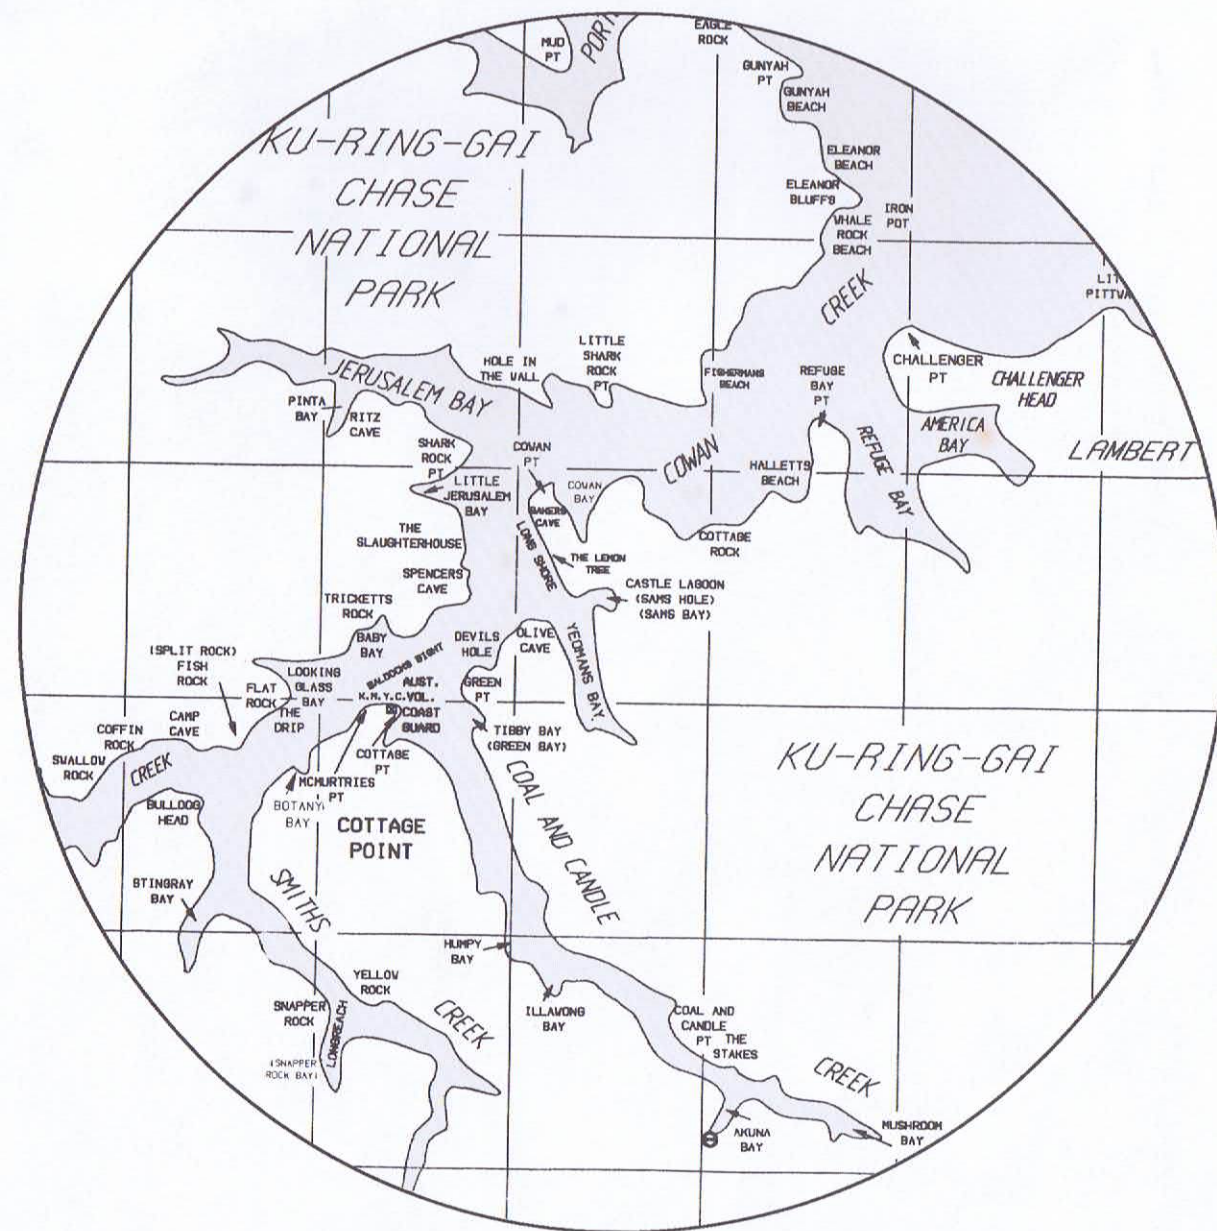 EAGLE
ROCK
MUD
PT
PORT
GUNYAH
PT
GUNYAH
BEACH
KU-RING-GAI
CHASE
NATIONAL
PARK
ELEANOR
BEACH
ELEANOR
BLUFFS
IRON
POT
WHALE
ROCK
BEACH
CREEK
LIT
PITTWA
JERUSALEM BAY
HOLE IN
THE WALL
LITTLE
SHARK
ROCK
PT
FISHERMANS
BEACH
REFUGE
BAY
PT
CHALLENGER
PT
CHALLENGER
HEAD
PINTA
BAY
RITZ
CAVE
AMERICA
BAY
LAMBERT
SHARK
ROCK
PT
COWAN
PT
COWAN
HALLETTS
BEACH
REFUGE BAY
LITTLE
JERUSALEM
BAY
COWAN
BAY
BAKERS
CAVE
LONG SHORE
THE
SLAUGHTERHOUSE
COTTAGE
ROCK
THE LEMON
TREE
SPENCERS
CAVE
CASTLE LAGOON
(SAMS HOLE)
(SAMS BAY)
TRICKETTS
ROCK
BABY
BAY
DEVILS
HOLE
OLIVE
CAVE
YEOMANS BAY
(SPLIT ROCK)
FISH
ROCK
LOOKING
GLASS
BAY
BALDOCKS BIGHT
FLAT
ROCK
K.M.Y.C.
AUST.
VOL.
COAST
GUARD
GREEN
PT
THE
DRIP
CAMP
CAVE
COFFIN
ROCK
SWALLOW
ROCK
CREEK
COTTAGE
PT
TIBBY BAY
(GREEN BAY)
MCMURTRIES
PT
BOTANY
BAY
BULLDOG
HEAD
COTTAGE
POINT
COAL AND CANDLE
KU-RING-GAI
CHASE
NATIONAL
PARK
STINGRAY
BAY
SMITHS
HUMPY
BAY
YELLOW
ROCK
SNAPPER
ROCK
LONGREACH
CREEK
ILLAWONG
BAY
COAL AND
CANDLE
PT
THE
STAKES
(SNAPPER
ROCK BAY)
CREEK
AKUNA
BAY
MUSHROOM
BAY